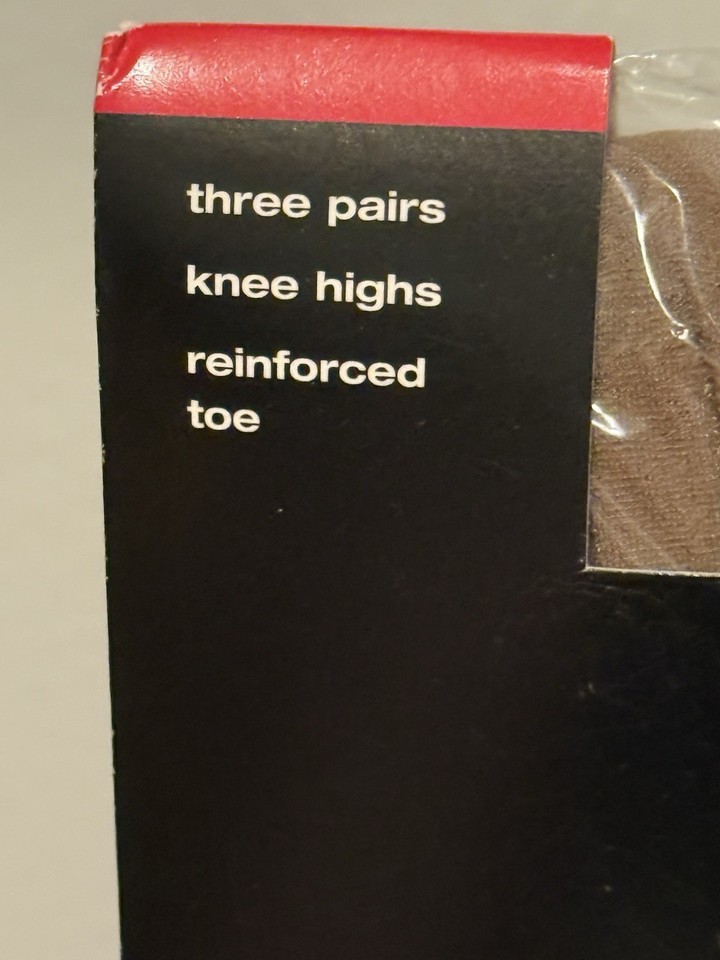 three pairs
knee highs
reinforced
toe